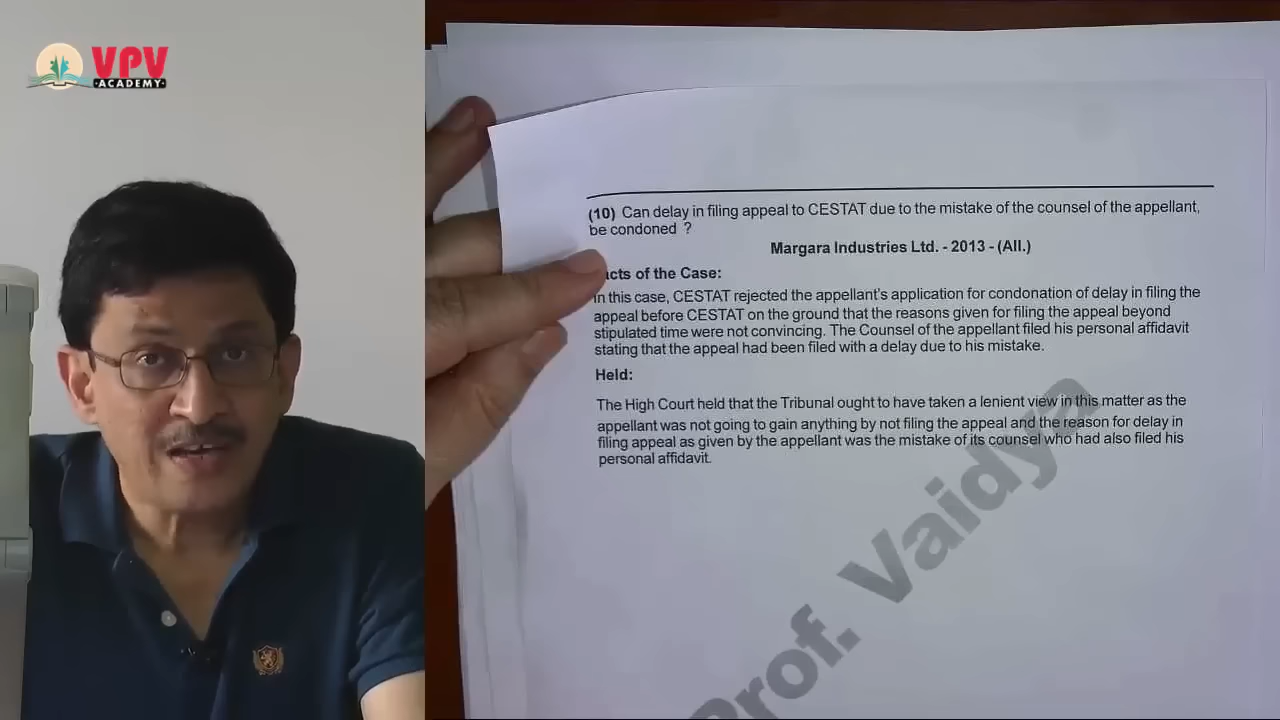 VPV
ACADEMY
(10) Can delay in filing appeal to CESTAT due to the mistake of the counsel of the appellant,
be condoned ?
Margara Industries Ltd. - 2013 - (All.)
acts of the Case:
In this case, CESTAT rejected the appellant's application for condonation of delay in filing the
appeal before CESTAT on the ground that the reasons given for filing the appeal beyond
stipulated time were not convincing. The Counsel of the appellant filed his personal affidavit
stating that the appeal had been filed with a delay due to his mistake.
Held:
The High Court held that the Tribunal ought to have taken a lenient view in this matter as the
appellant was not going to gain anything by not filing the appeal and the reason for delay in
filing appeal as given by the appellant was the mistake of its counsel who had also filed his
personal affidavit.
Prof. Vaidya